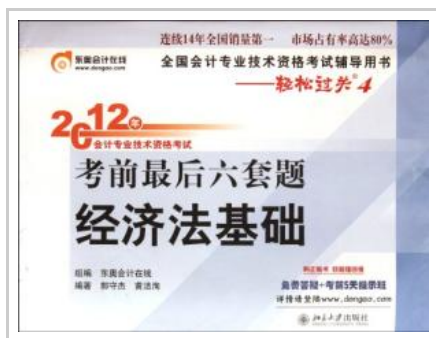 连续14年全国销量第一 市场占有率高达80%
东奥会计在线
www.dongao.com
全国会计专业技术资格考试辅导用书
——轻松过关®4
2012年
会计专业技术资格考试
考前最后六套题
经济法基础
组编 东奥会计在线
编著 郭守杰 黄洁洵
免费答疑+考前5天提示班
详情请登陆www.dongao.com
北京大学出版社